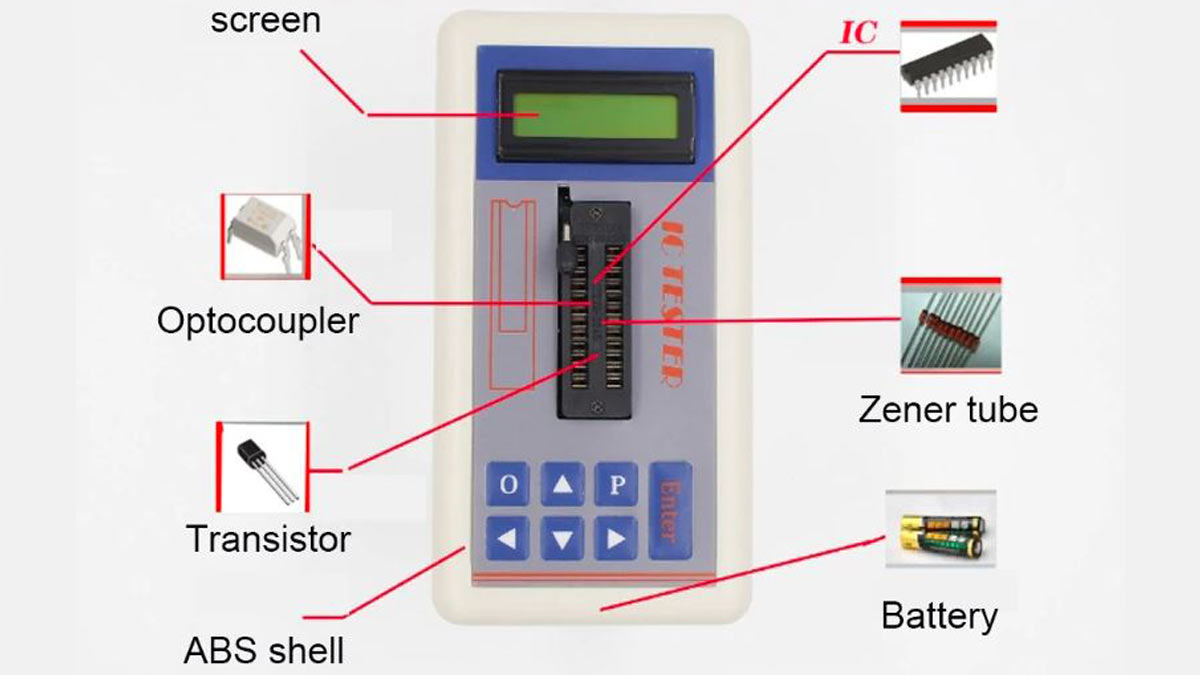 screen
IC
Optocoupler
IC TESTER
Zener tube
Transistor
O
P
Enter
ABS shell
Battery